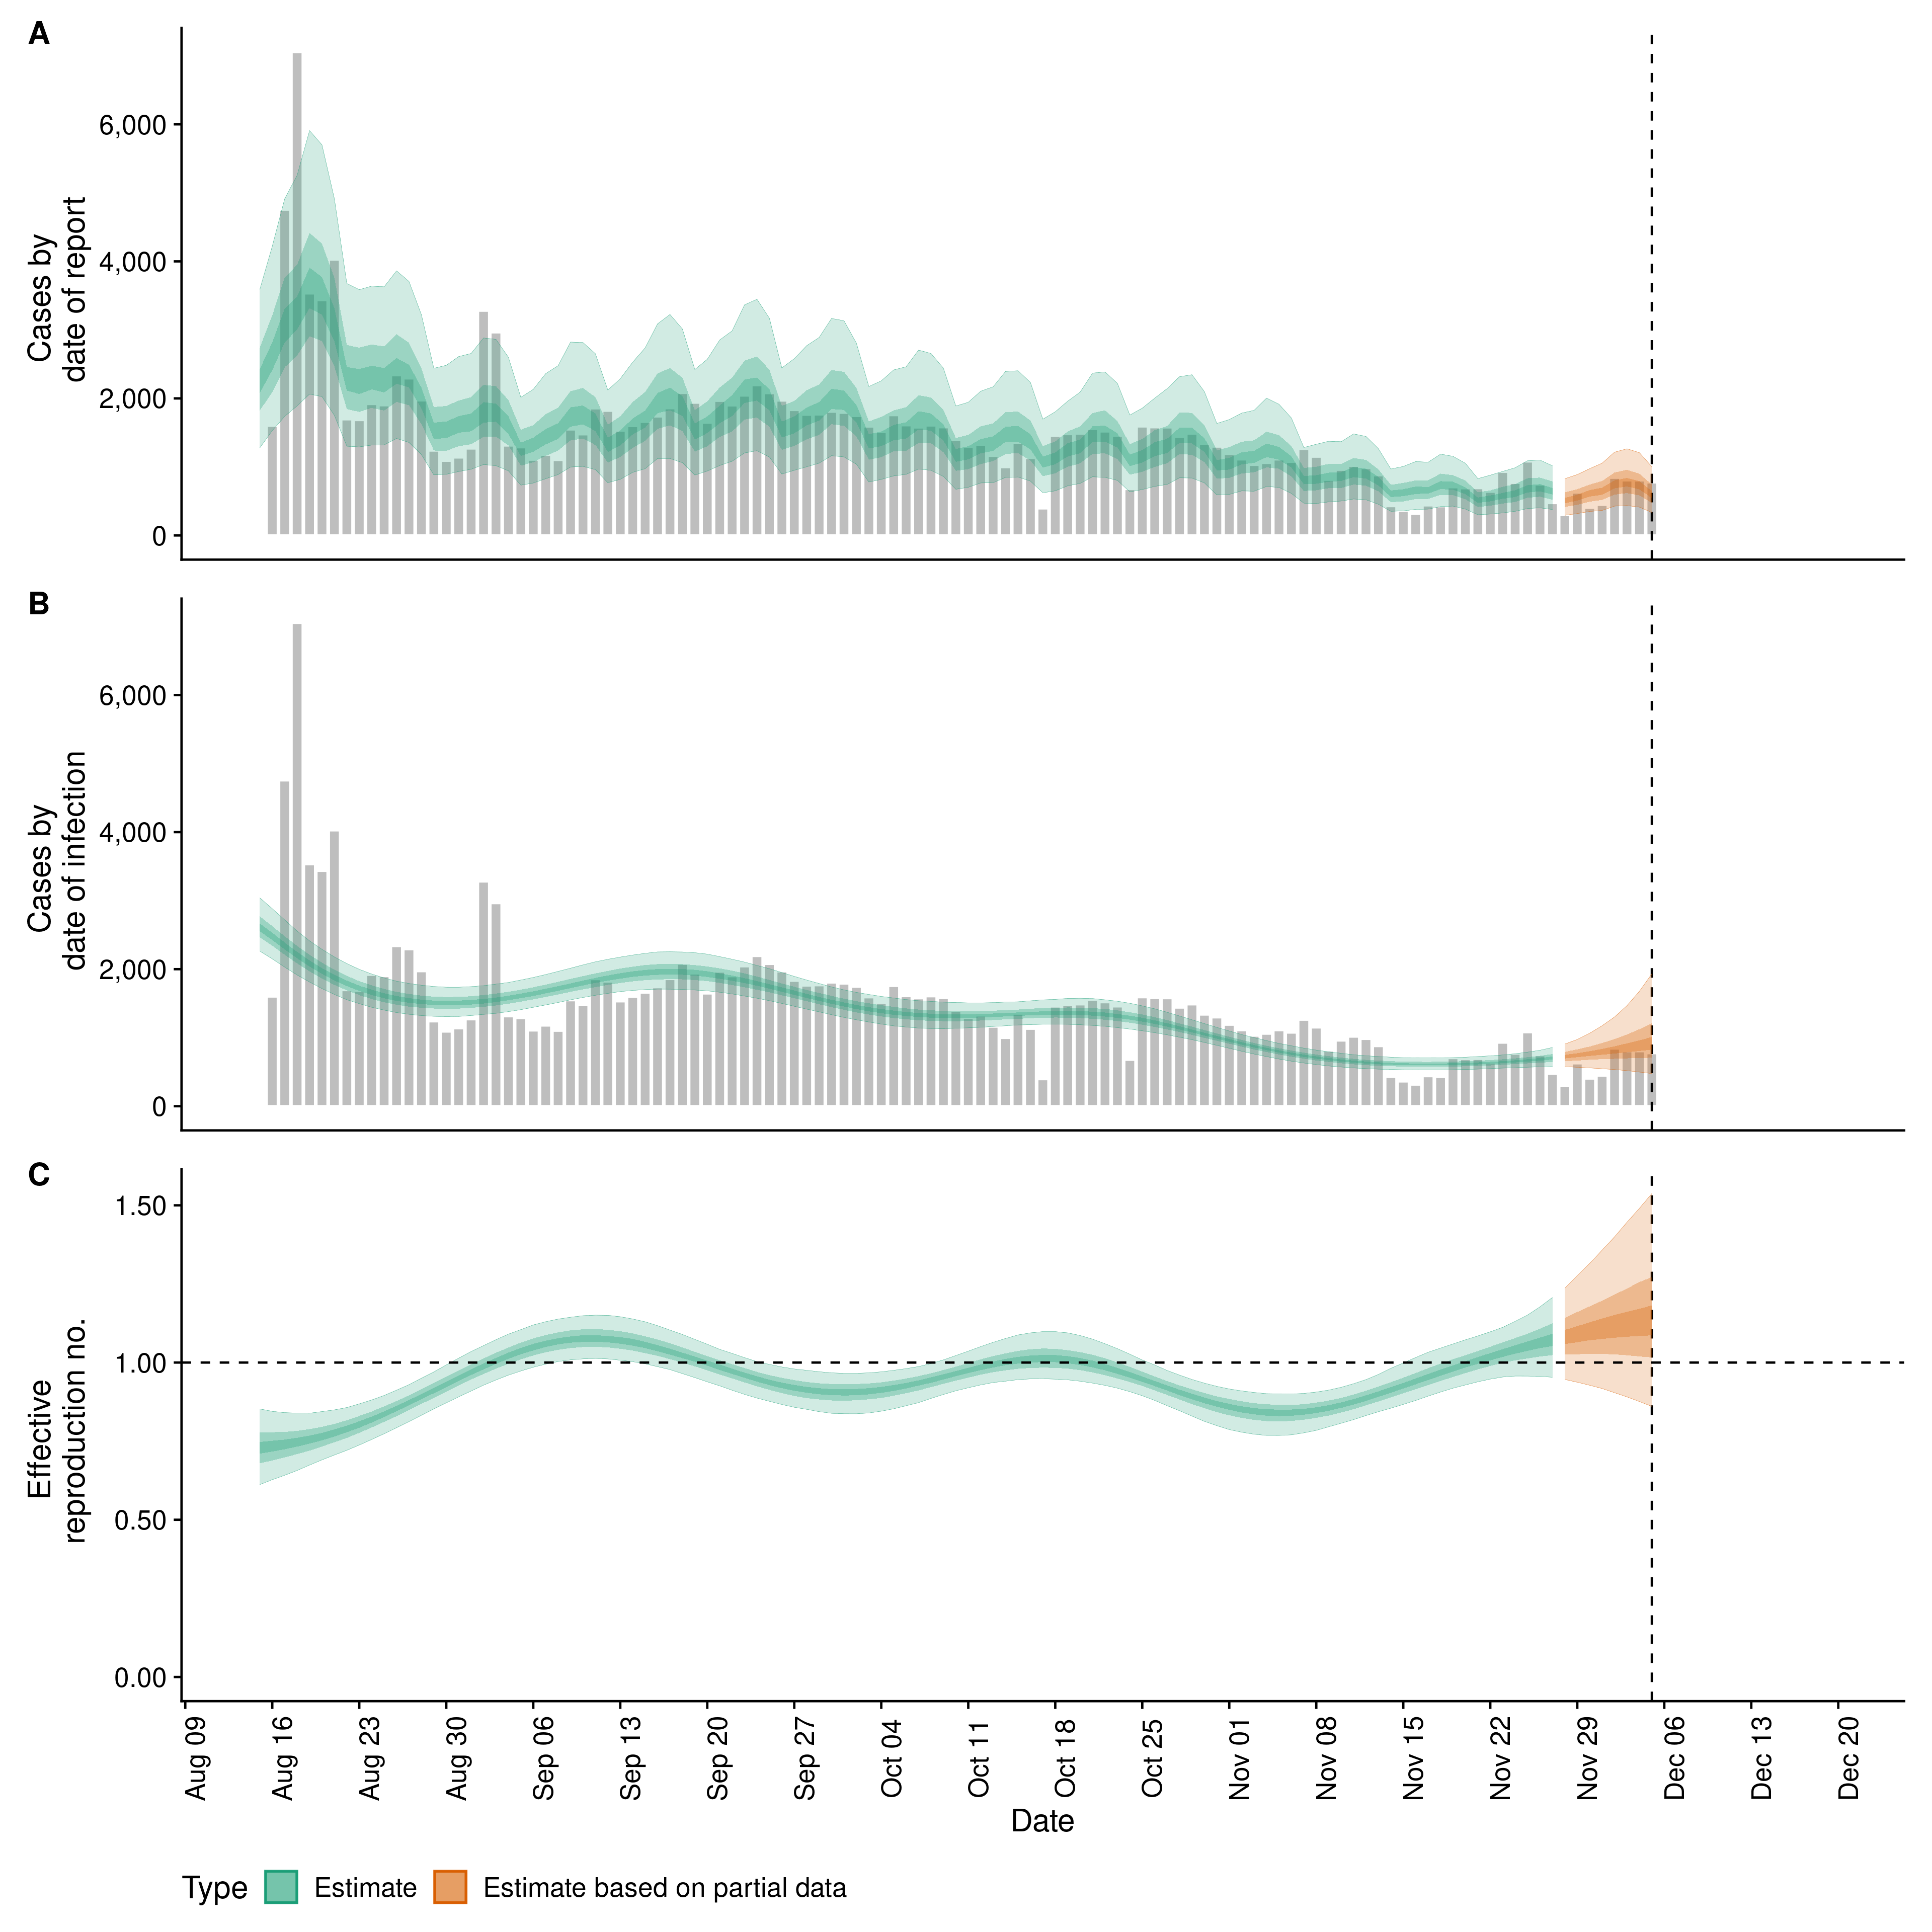 A
Cases by
date of report
6,000
4,000
2,000
0
B
Cases by
date of infection
6,000
4,000
2,000
0
C
Effective
reproduction no.
1.50
1.00
0.50
0.00
Aug 09
Aug 16
Aug 23
Aug 30
Sep 06
Sep 13
Sep 20
Sep 27
Oct 04
Oct 11
Oct 18
Oct 25
Nov 01
Nov 08
Nov 15
Nov 22
Nov 29
Dec 06
Dec 13
Dec 20
Date
Type Estimate Estimate based on partial data